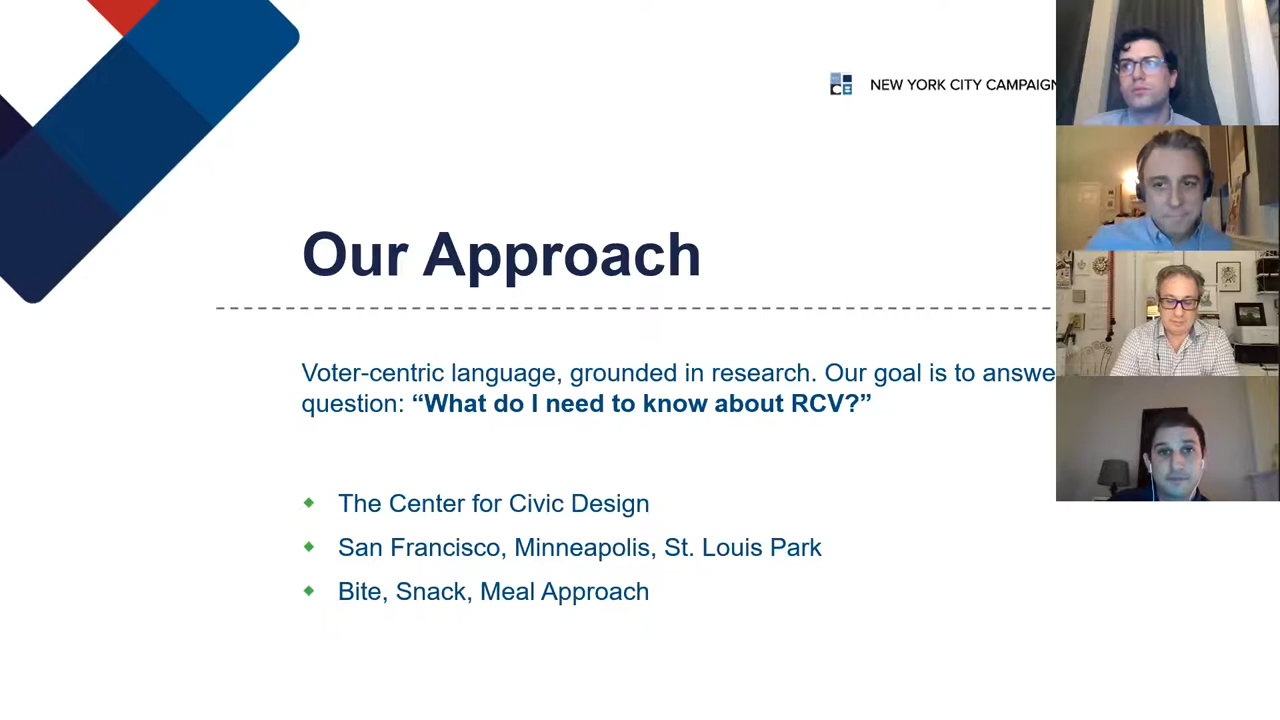 NEW YORK CITY CAMPAIGN
Our Approach
Voter-centric language, grounded in research. Our goal is to answe
question: “What do I need to know about RCV?”
The Center for Civic Design
San Francisco, Minneapolis, St. Louis Park
Bite, Snack, Meal Approach